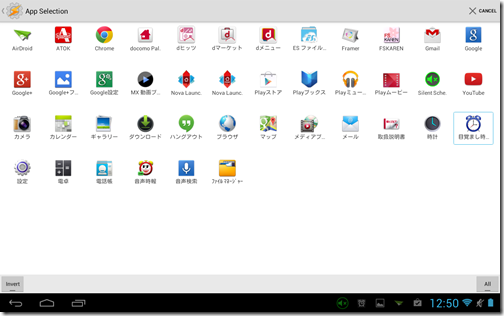 App Selection
CANCEL
AirDroid ATOK Chrome docomo Pal. dヒッツ dマーケット dメニュー ES ファイル... Framer FSKAREN Gmail Google
Google+ Google+フ... Google設定 MX 動画プ... Nova Launc. Nova Launc. Playストア Playブックス Playミュー... Playムービー Silent Sche. YouTube
カメラ カレンダー ギャラリー ダウンロード ハングアウト ブラウザ マップ メディアプ... メール 取扱説明書 時計 目覚まし時...
設定 電卓 電話帳 音声時報 音声検索 ファイル マネージャー
Invert All
12:50